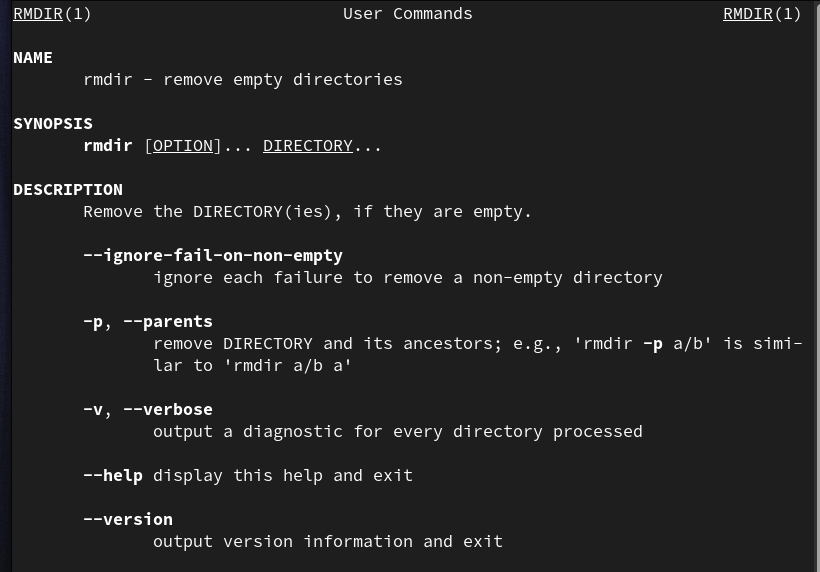 RMDIR(1) User Commands RMDIR(1)
NAME
rmdir - remove empty directories
SYNOPSIS
rmdir [OPTION]... DIRECTORY...
DESCRIPTION
Remove the DIRECTORY(ies), if they are empty.
--ignore-fail-on-non-empty
ignore each failure to remove a non-empty directory
-p, --parents
remove DIRECTORY and its ancestors; e.g., 'rmdir -p a/b' is simi-
lar to 'rmdir a/b a'
-v, --verbose
output a diagnostic for every directory processed
--help display this help and exit
--version
output version information and exit